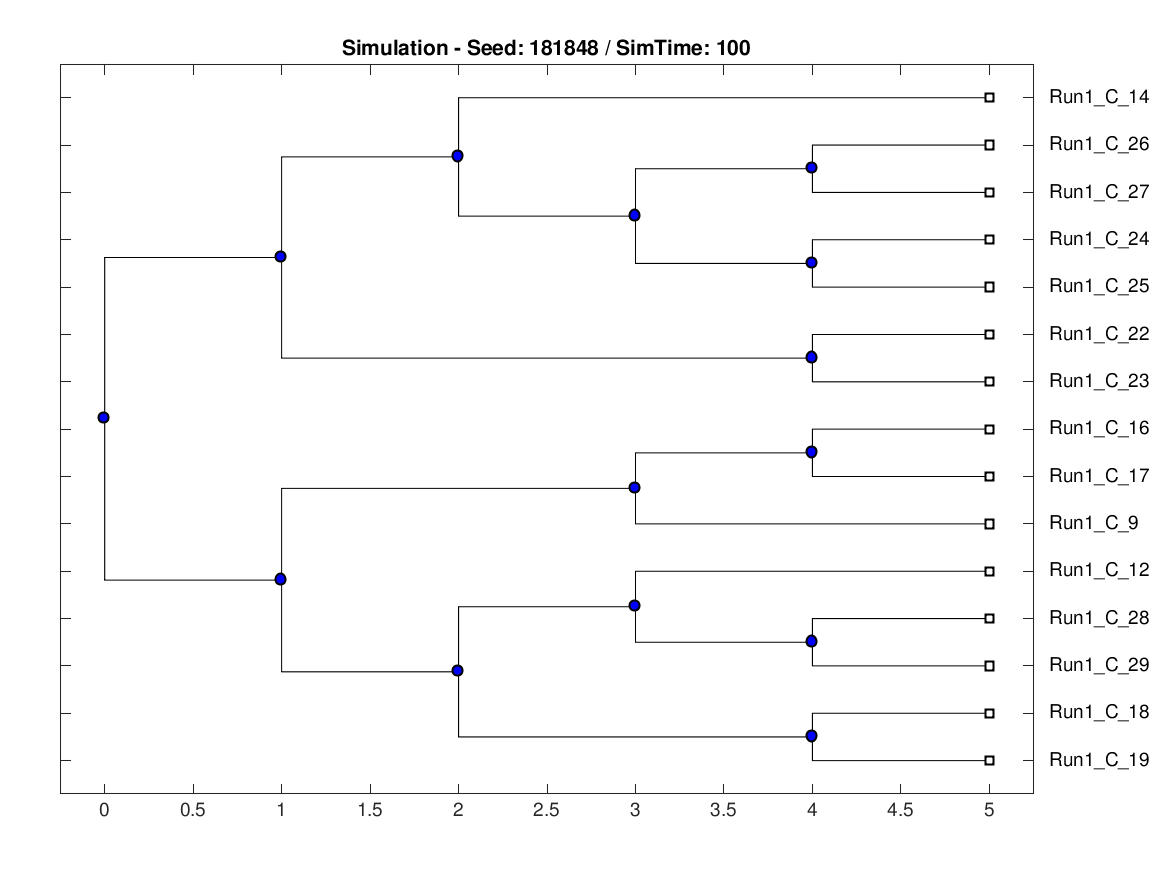 Simulation - Seed: 181848 / SimTime: 100
Run1_C_14
Run1_C_26
Run1_C_27
Run1_C_24
Run1_C_25
Run1_C_22
Run1_C_23
Run1_C_16
Run1_C_17
Run1_C_9
Run1_C_12
Run1_C_28
Run1_C_29
Run1_C_18
Run1_C_19
0 0.5 1 1.5 2 2.5 3 3.5 4 4.5 5